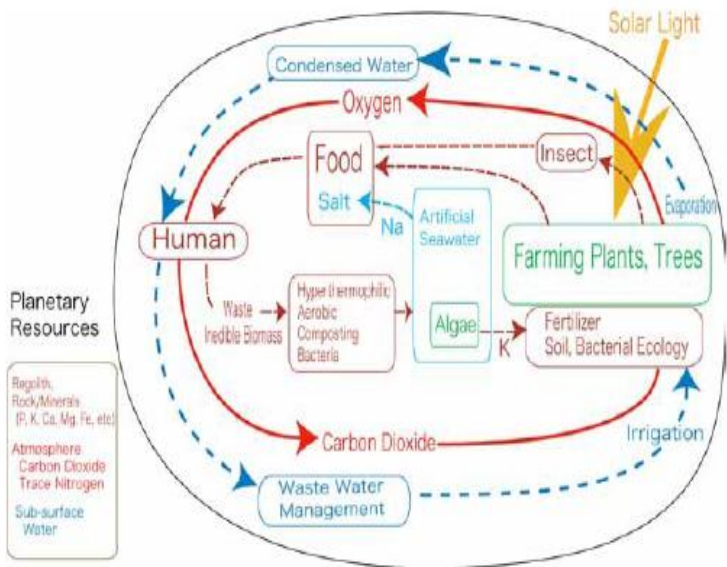 Solar Light
Condensed Water
Oxygen
Food
Insect
Salt
Na
Artificial
Seawater
Evaporation
Human
Farming Plants, Trees
Planetary
Resources
Waste
Inedible Biomass
Hyperthermophilic
Aerobic
Composting
Bacteria
Algae
K
Fertilizer
Soil, Bacterial Ecology
Regolith,
Rock/Minerals
(P, K, Ca, Mg, Fe, etc)
Atmosphere
Carbon Dioxide
Trace Nitrogen
Sub-surface
Water
Carbon Dioxide
Irrigation
Waste Water
Management